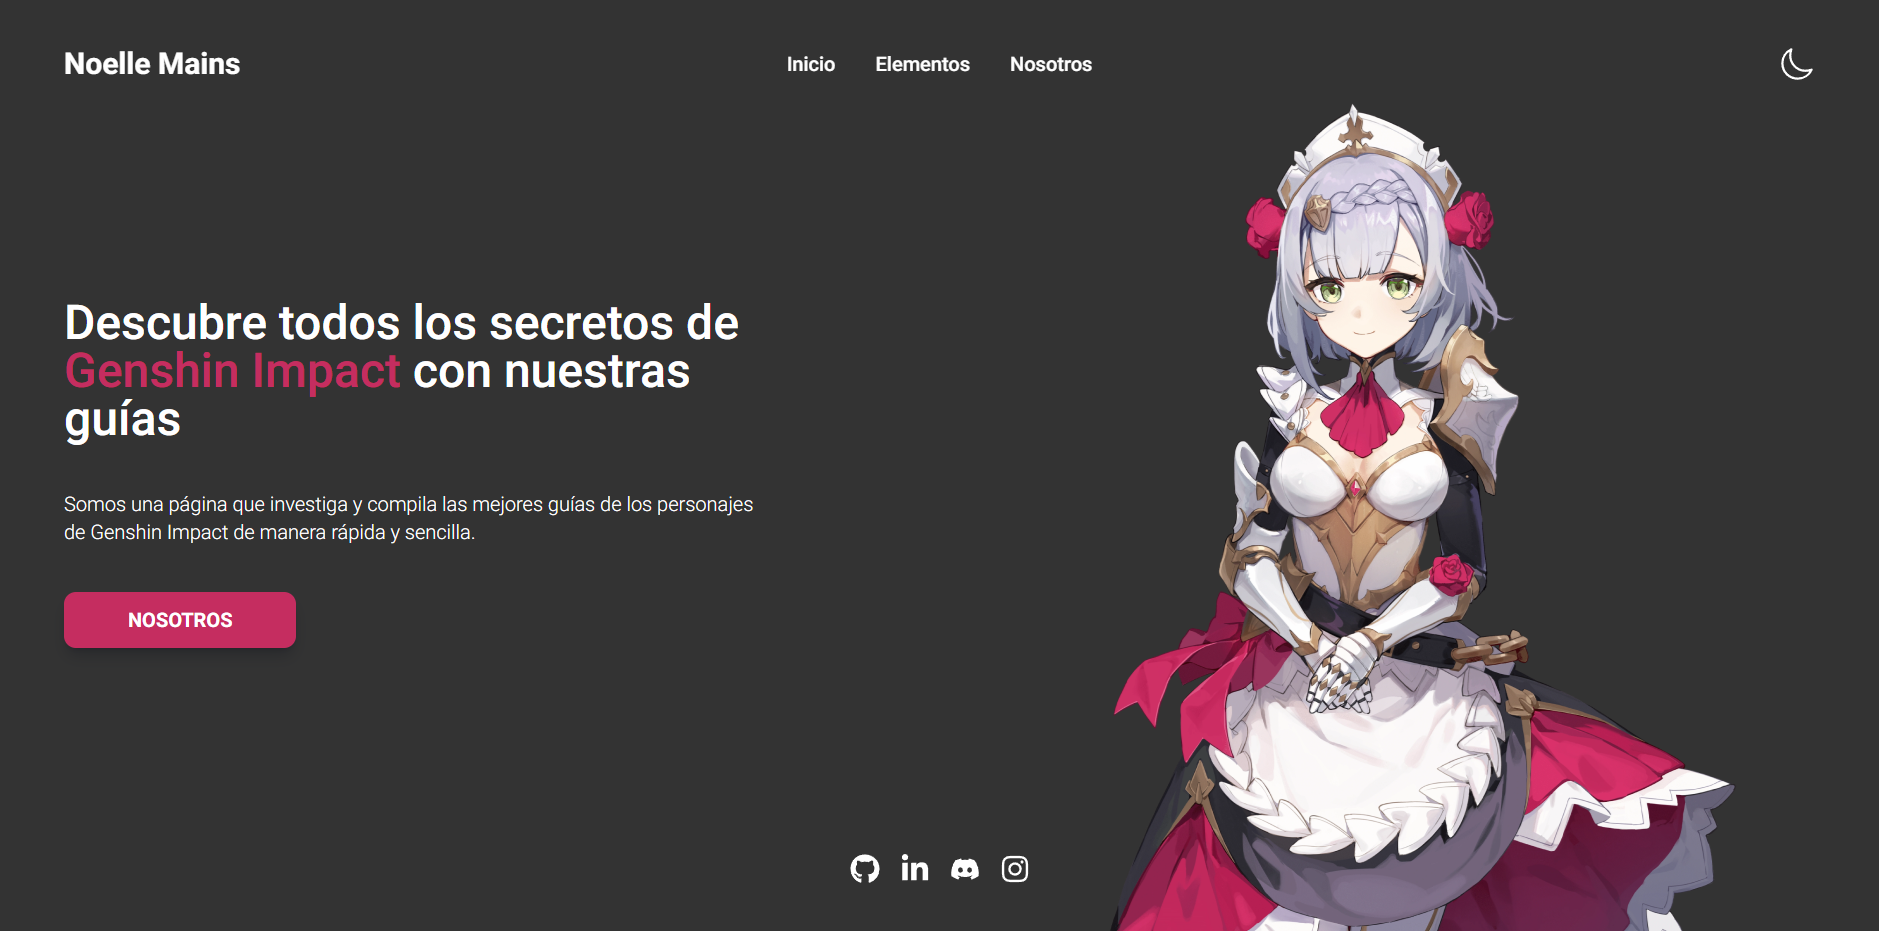 Noelle Mains
Inicio Elementos Nosotros
Descubre todos los secretos de
Genshin Impact con nuestras
guías
Somos una página que investiga y compila las mejores guías de los personajes
de Genshin Impact de manera rápida y sencilla.
NOSOTROS